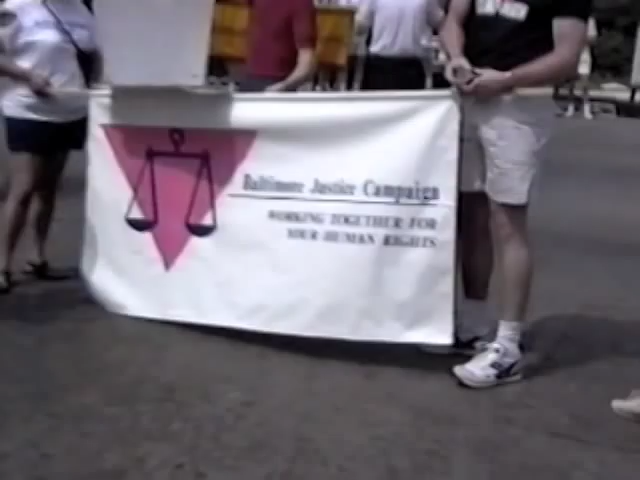 Baltimore Justice Campaign
WORKING TOGETHER FOR
YOUR HUMAN RIGHTS